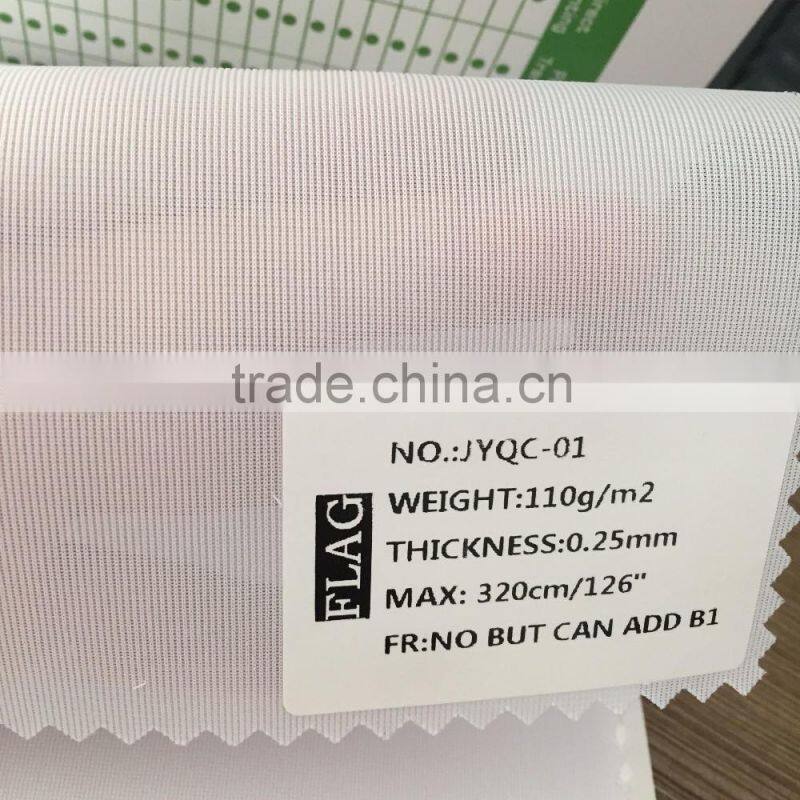 Direct
trade.china.cn
FLAG
NO.:JYQC-01
WEIGHT:110g/m2
THICKNESS:0.25mm
MAX: 320cm/126"
FR:NO BUT CAN ADD B1